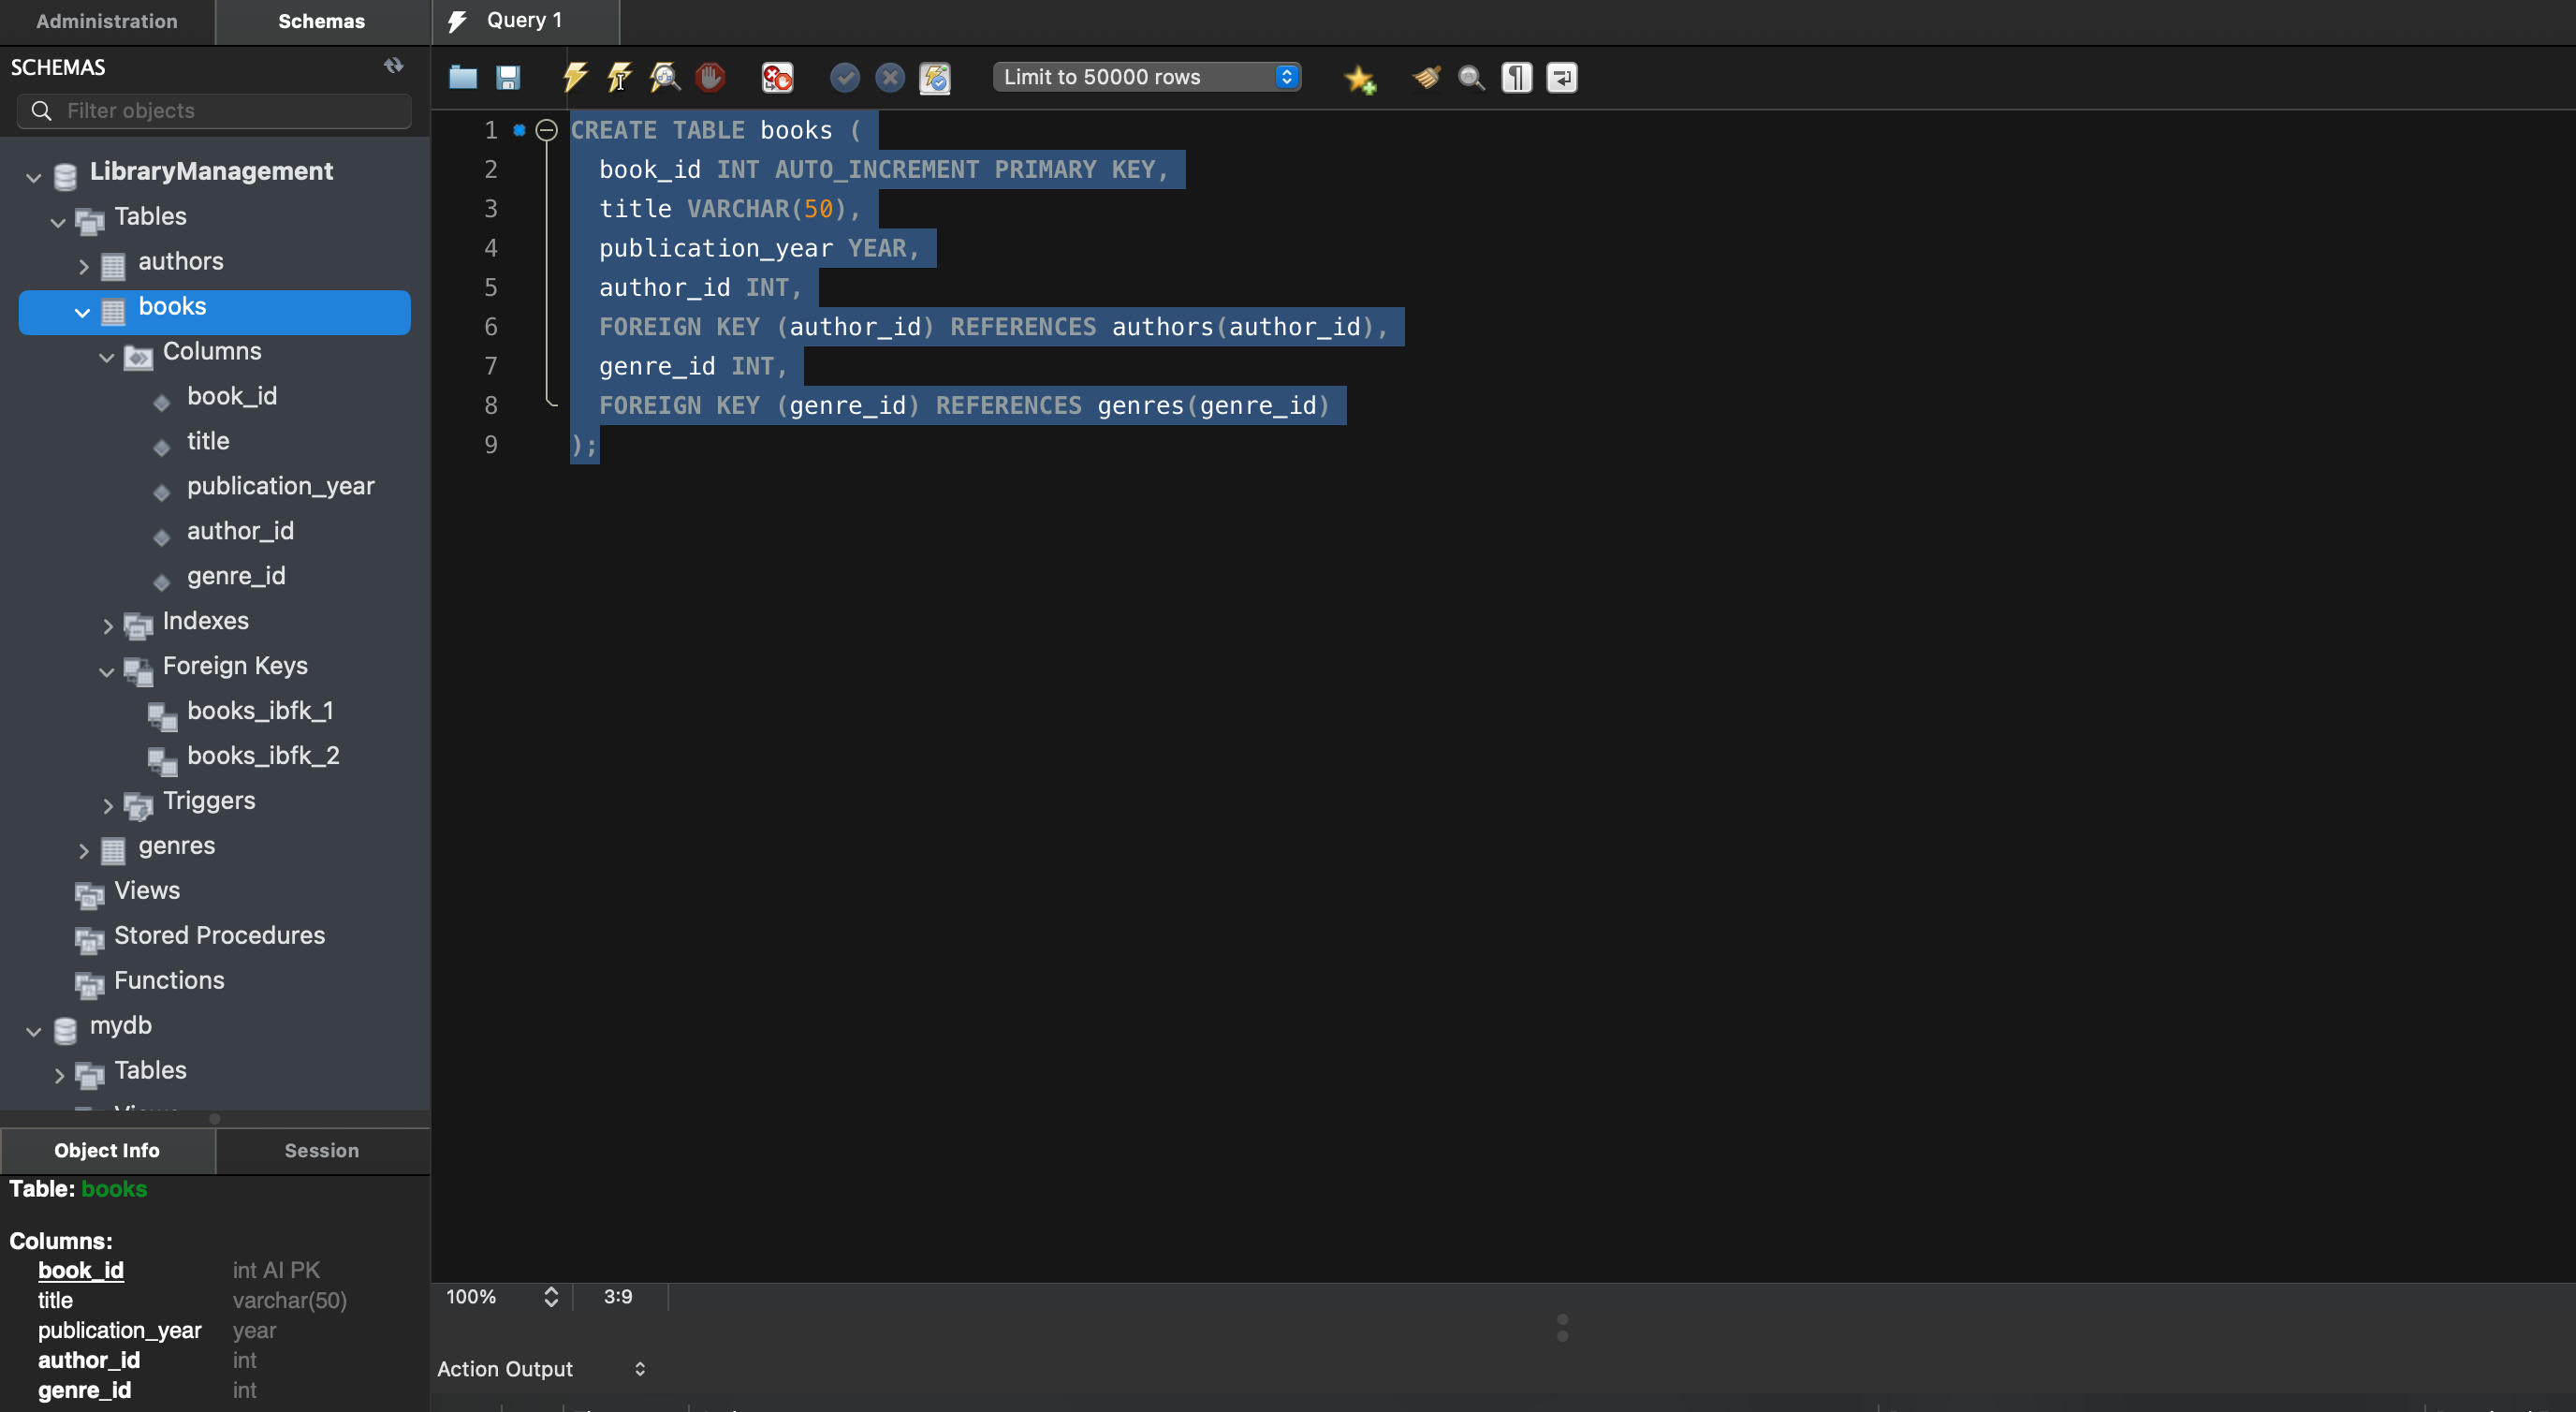 Administration
Schemas
Query 1
SCHEMAS
Filter objects
Limit to 50000 rows
LibraryManagement
Tables
authors
books
Columns
book_id
title
publication_year
author_id
genre_id
Indexes
Foreign Keys
books_ibfk_1
books_ibfk_2
Triggers
genres
Views
Stored Procedures
Functions
mydb
Tables
1 CREATE TABLE books (
2 book_id INT AUTO_INCREMENT PRIMARY KEY,
3 title VARCHAR(50),
4 publication_year YEAR,
5 author_id INT,
6 FOREIGN KEY (author_id) REFERENCES authors(author_id),
7 genre_id INT,
8 FOREIGN KEY (genre_id) REFERENCES genres(genre_id)
9 );
Object Info
Session
Table: books
Columns:
book_id int AI PK
title varchar(50)
publication_year year
author_id int
genre_id int
100%
3:9
Action Output